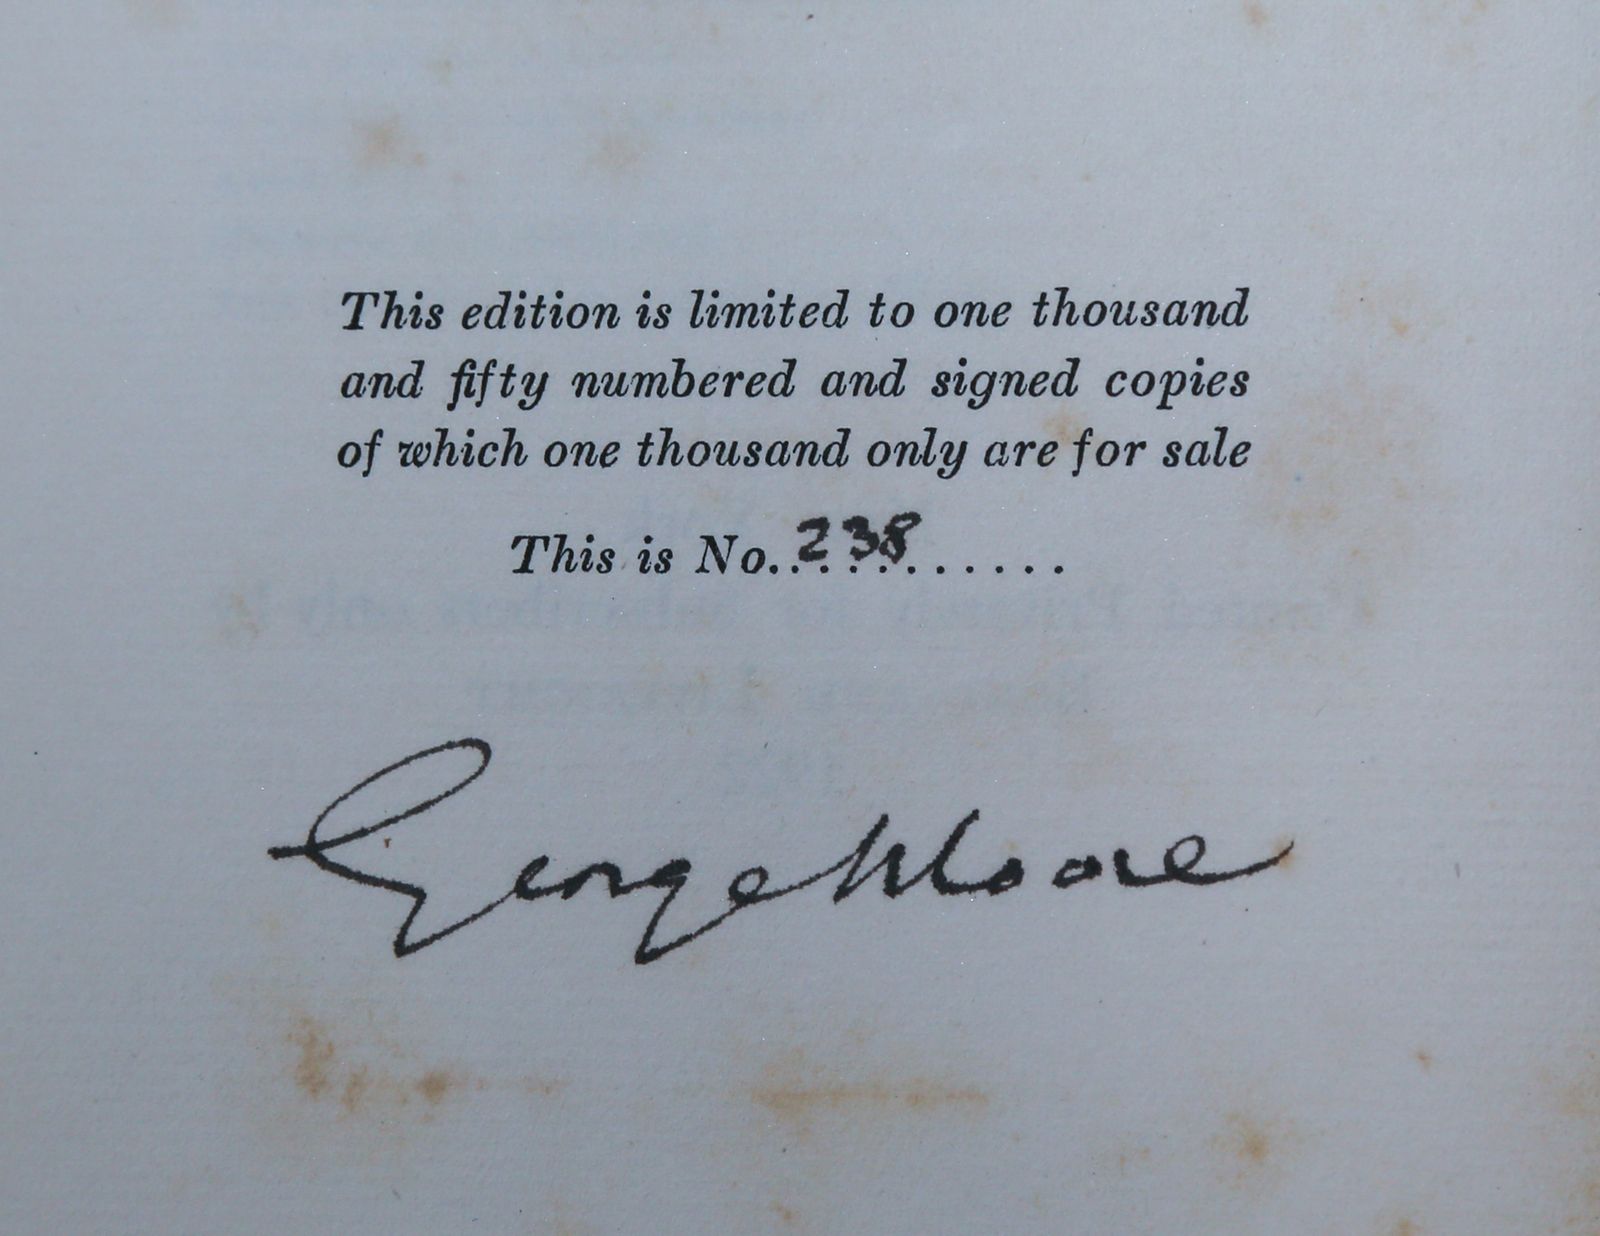 This edition is limited to one thousand
and fifty numbered and signed copies
of which one thousand only are for sale
This is No. 238...........
George Moore